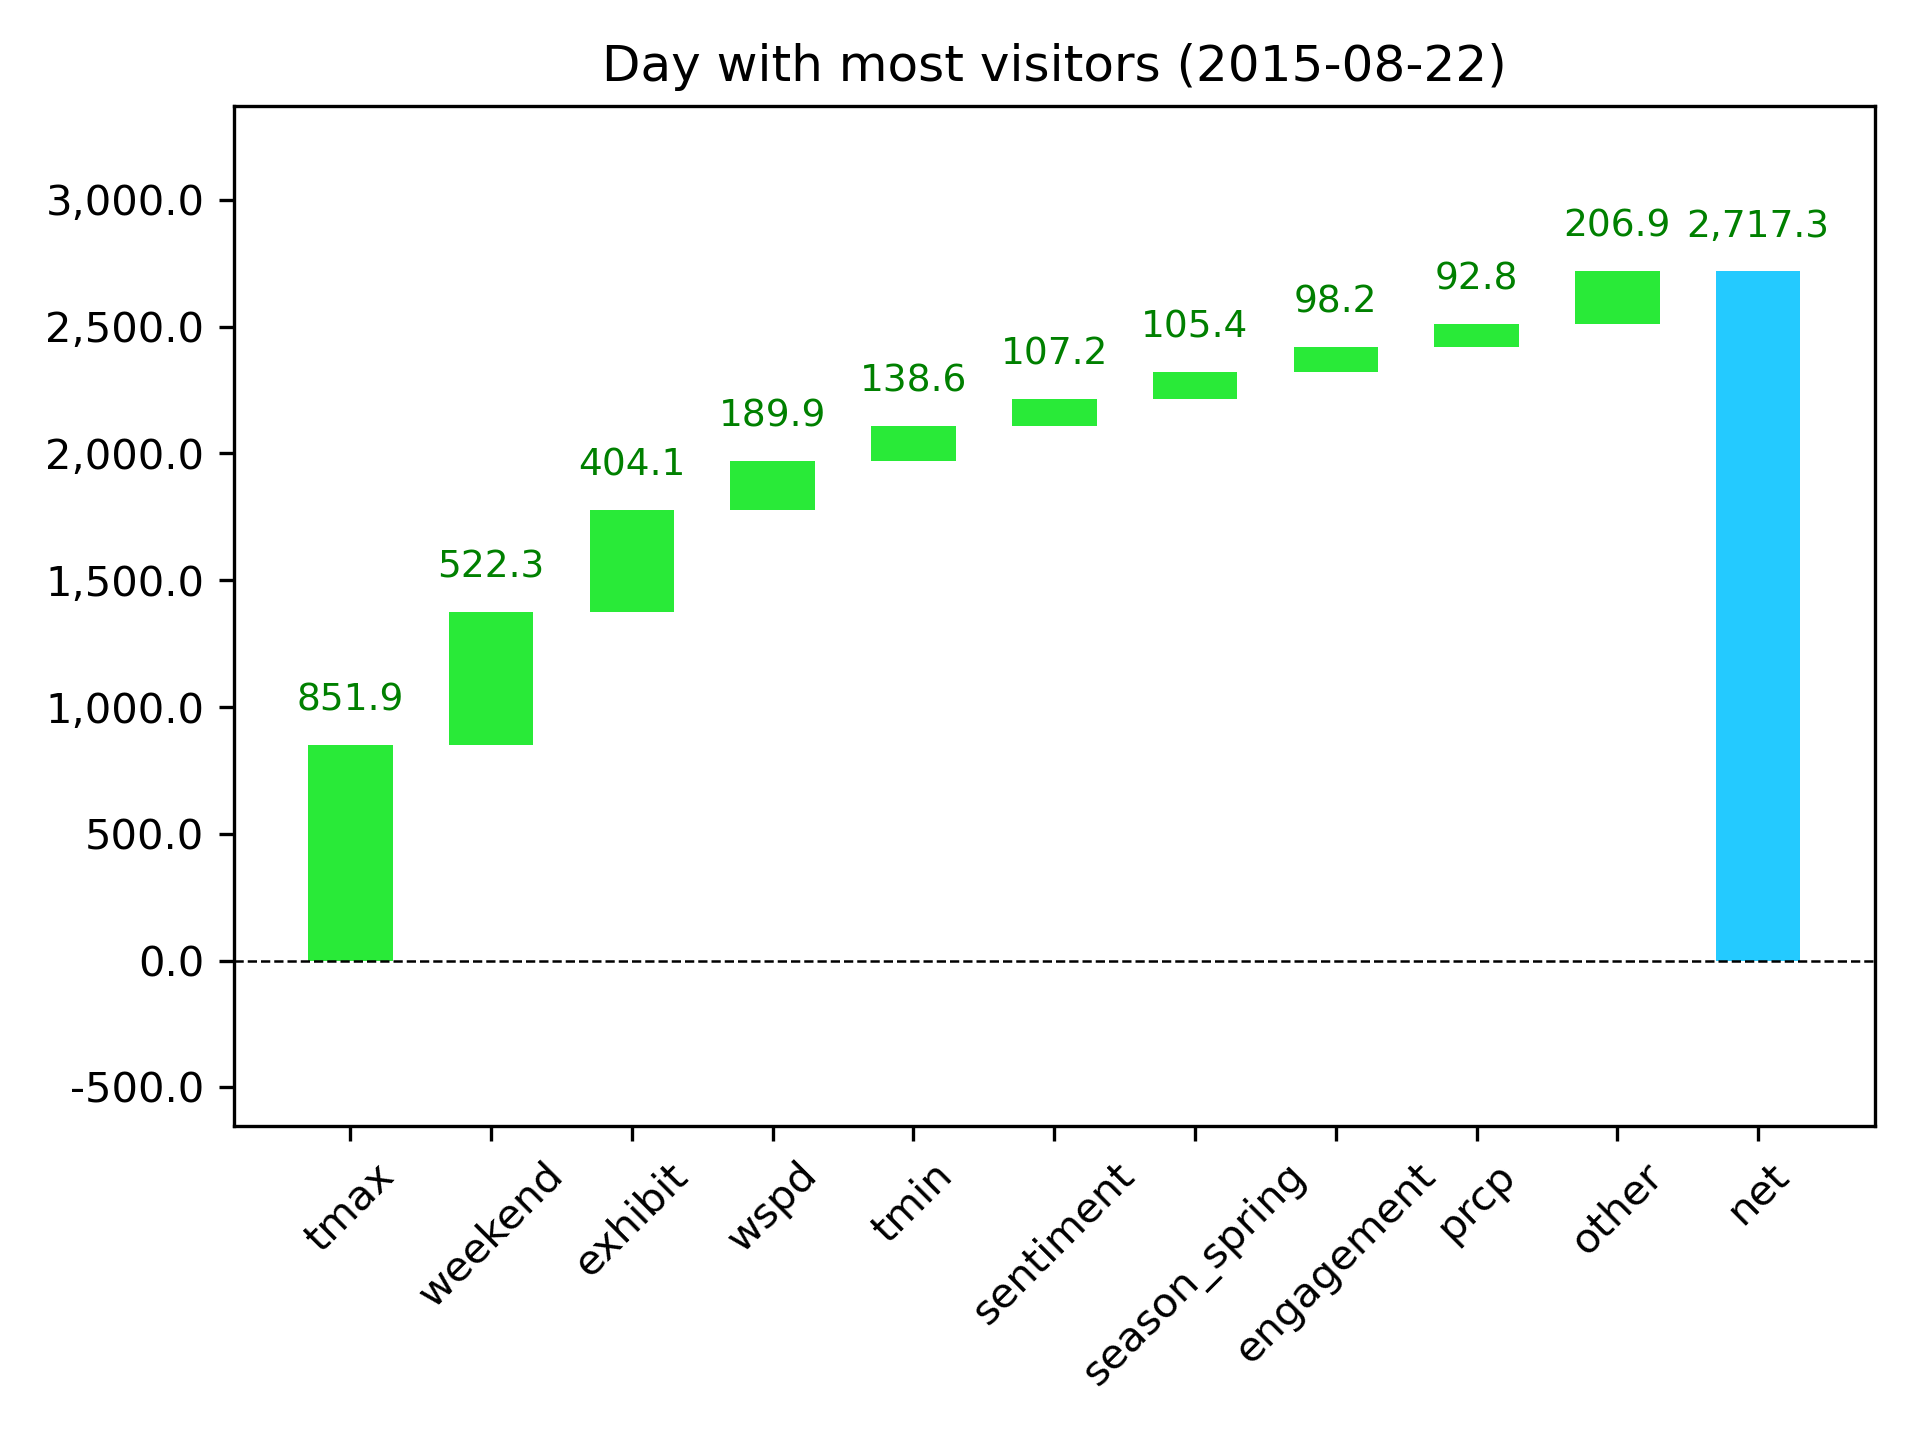 Day with most visitors (2015-08-22)
3,000.0
2,500.0
2,000.0
1,500.0
1,000.0
500.0
0.0
-500.0
851.9
522.3
404.1
189.9
138.6
107.2
105.4
98.2
92.8
206.9
2,717.3
tmax
weekend
exhibit
wspd
tmin
sentiment
season_spring
engagement
prcp
other
net